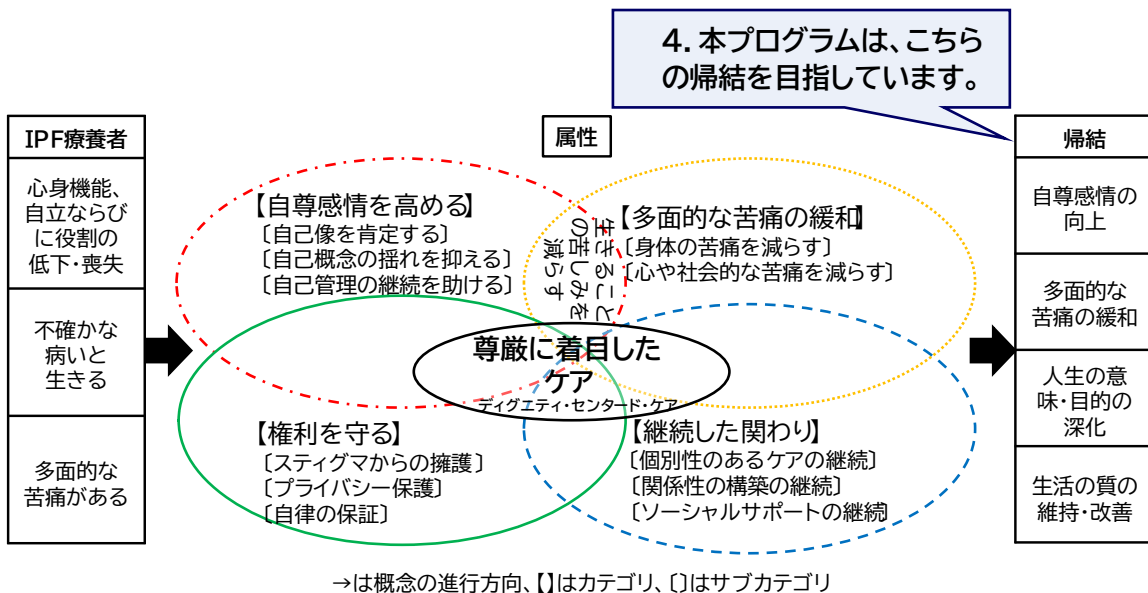 4．本プログラムは、こちら
の帰結を目指しています。
IPF療養者
心身機能、
自立ならび
に役割の
低下・喪失
不確かな
病いと
生きる
多面的な
苦痛がある
属性
【自尊感情を高める】
〔自己像を肯定する〕
〔自己概念の揺れを抑える〕
〔自己管理の継続を助ける〕
生きること
の苦しみを
減らす
【多面的な苦痛の緩和】
〔身体の苦痛を減らす〕
〔心や社会的な苦痛を減らす〕
尊厳に着目した
ケア
ディグニティ・センタード・ケア
【権利を守る】
〔スティグマからの擁護〕
〔プライバシー保護〕
〔自律の保証〕
【継続した関わり】
〔個別性のあるケアの継続〕
〔関係性の構築の継続〕
〔ソーシャルサポートの継続〕
帰結
自尊感情の
向上
多面的な
苦痛の緩和
人生の意
味・目的の
深化
生活の質の
維持・改善
→は概念の進行方向、【】はカテゴリ、〔〕はサブカテゴリ